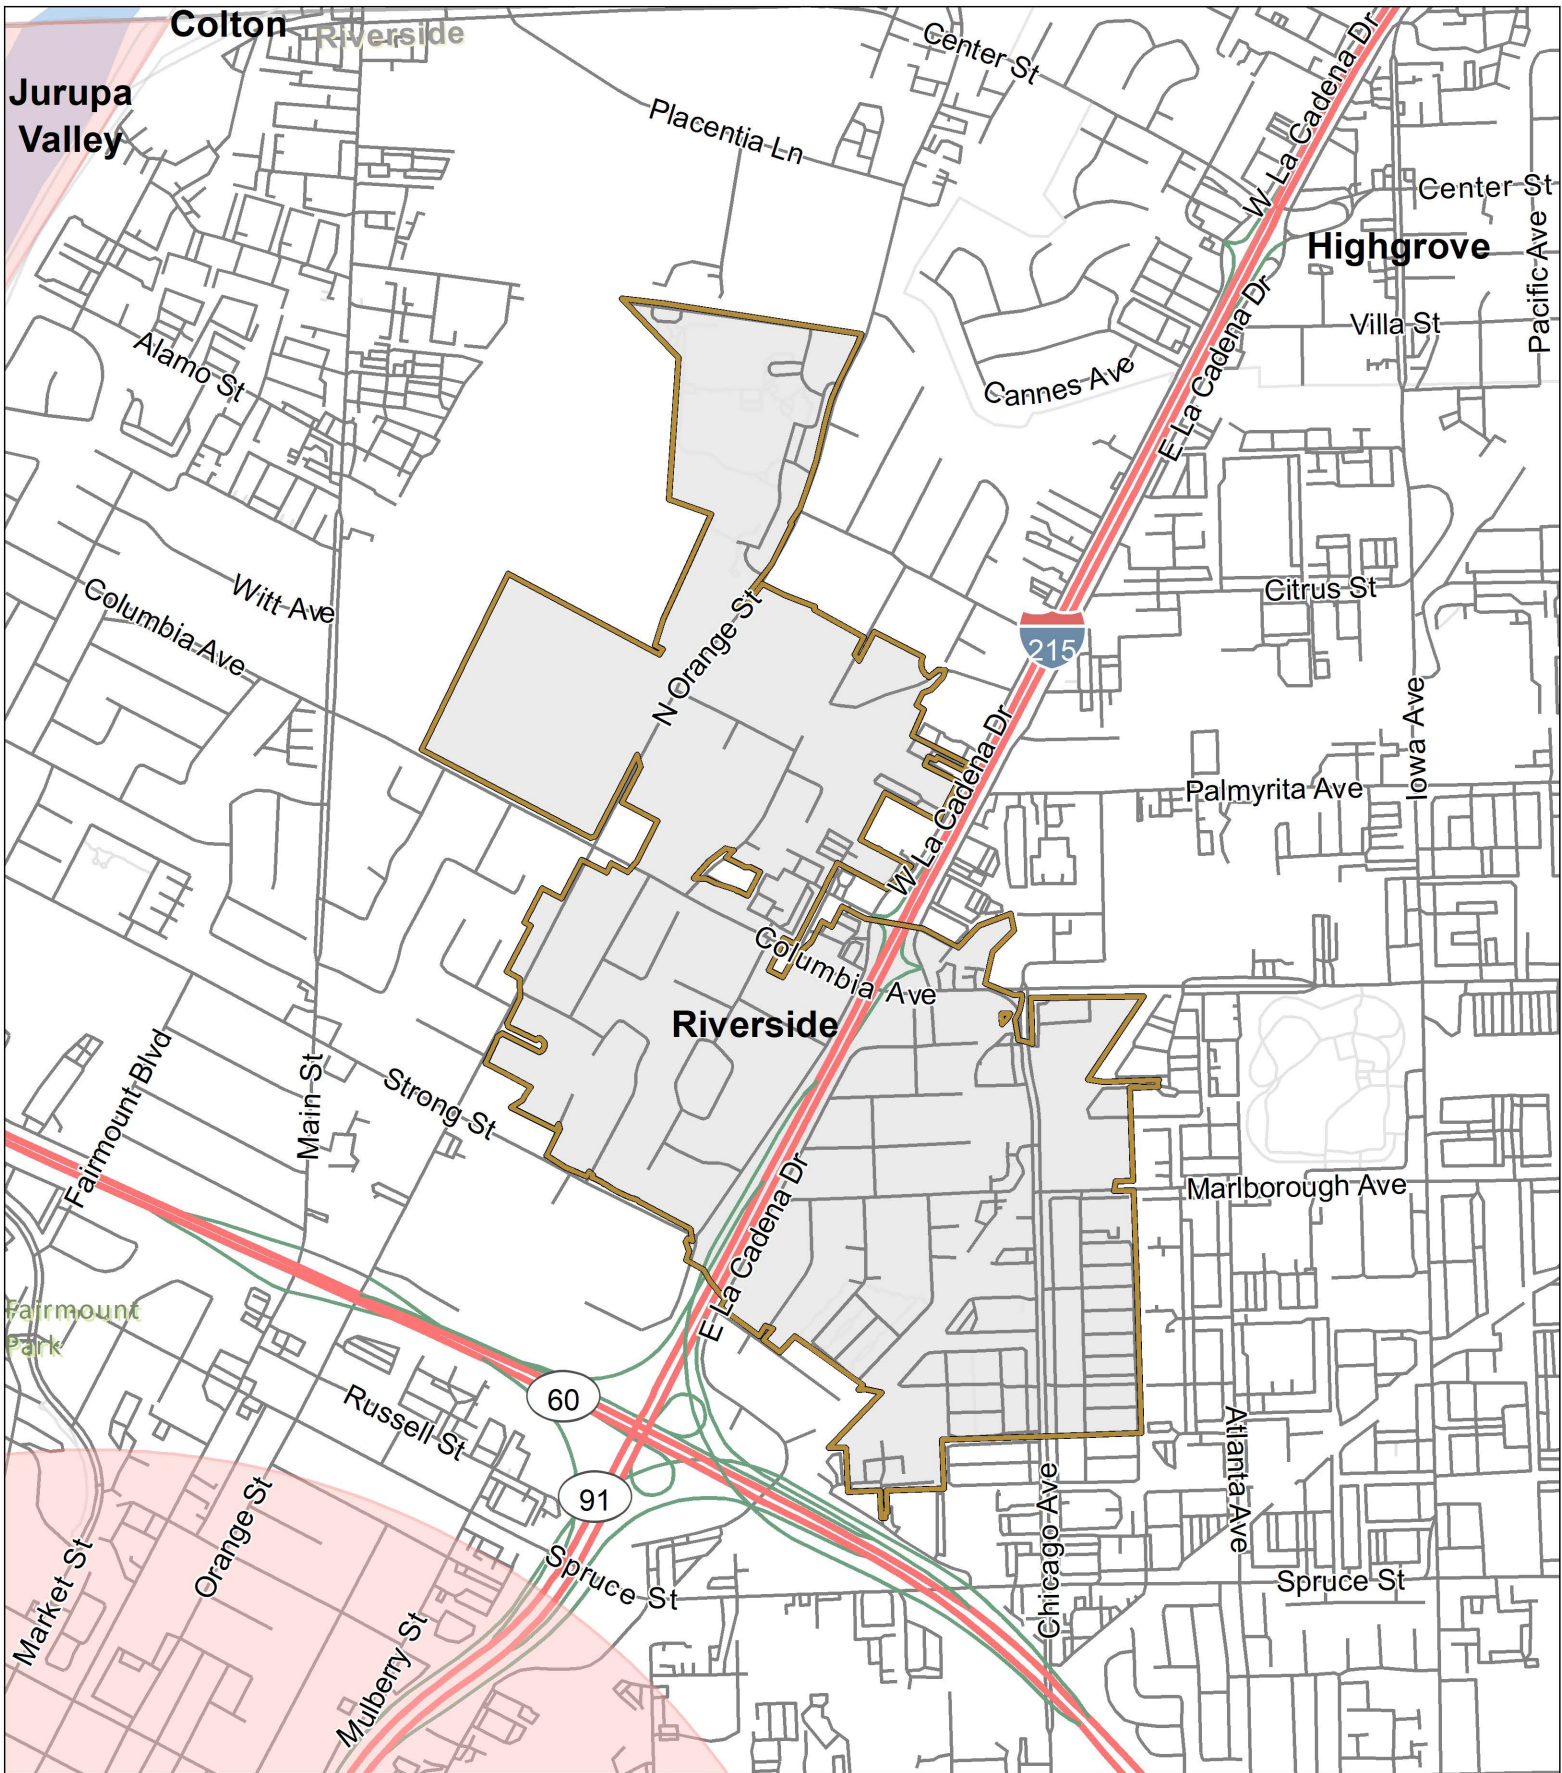 Colton
Riverside
Center St
W La Cadena Dr
Jurupa
Valley
Placentia Ln
Center St
Pacific Ave
Highgrove
E La Cadena Dr
Villa St
Alamo St
Cannes Ave
Witt Ave
Columbia Ave
N Orange St
Citrus St
215
W La Cadena Dr
Iowa Ave
Palmyrita Ave
Columbia Ave
Riverside
Fairmount Blvd
Main St
Strong St
E La Cadena Dr
Marlborough Ave
Fairmount
Park
60
Russell St
91
Atlanta Ave
Chicago Ave
Market St
Orange St
Spruce St
Spruce St
Mulberry St